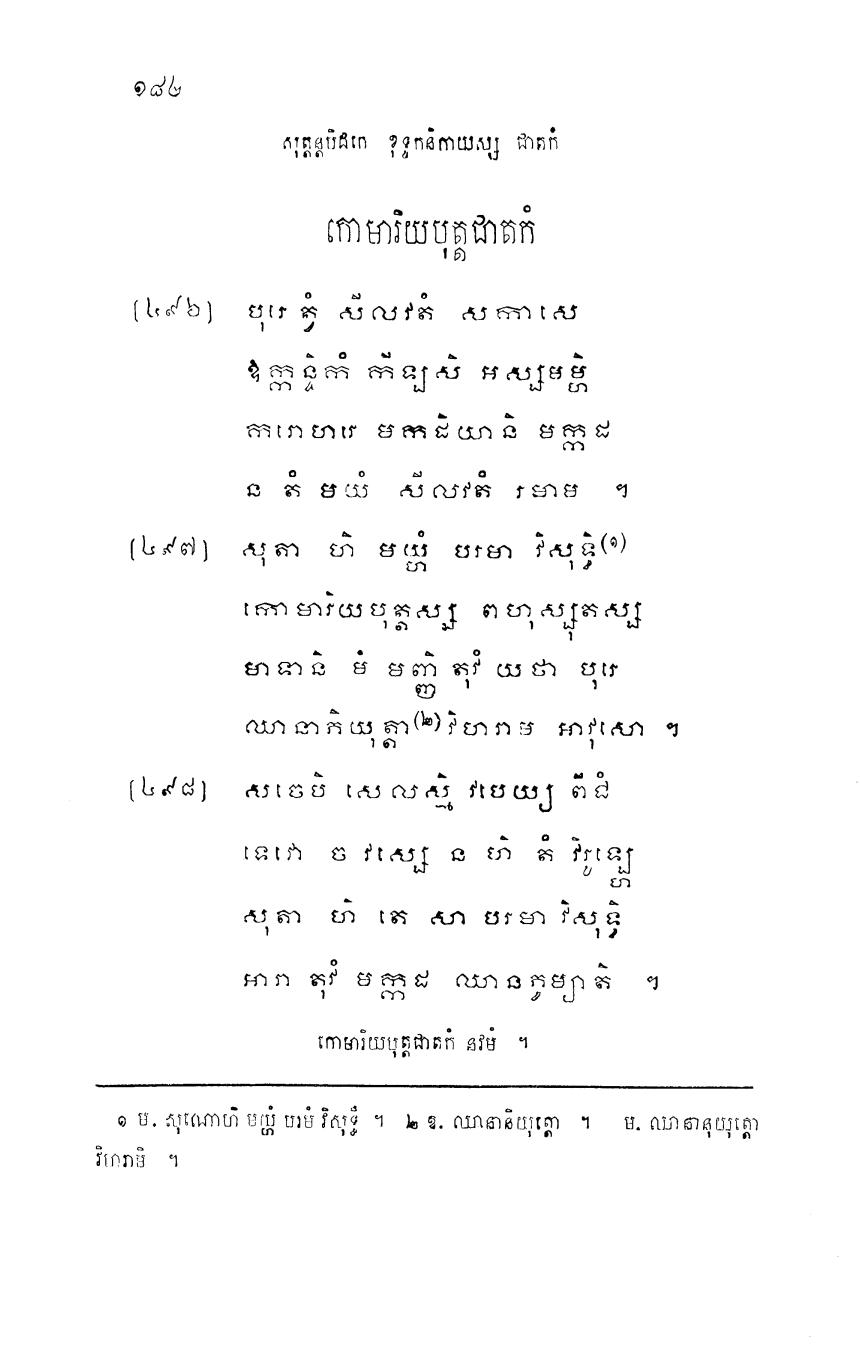 ១៨៤
សុត្តន្តបិដកេ ខុទ្ទកនិកាយស្ស ជាតកំ
កោមារិយបុត្តជាតកំ
[៤៩៦] បុរេ ត្វំ សីលវតំ សកាសេ
ឱក្កន្ទិកំ កីឡសិ អស្សមម្ហិ
ករោហរេ មកដិយានិ មក្កដ
ន តំ មយំ សីលវតំ រមាម ។
[៤៩៧] សុតា ហិ មយ្ហំ បរមា វិសុទ្ធិ(១)
កោមារិយបុត្តស្ស ពហុស្សុតស្ស
មាទានិ មំ មញ្ញិ តុវំ យថា បុរេ
ឈានាភិយុត្តា(២) វិហរាម អាវុសោ ។
[៤៩៨] សចេបិ សេលស្មិ វបេយ្យ ពីជំ
ទេវោ ច វស្សេ ន ហិ តំ វិរូឡ្ហេ
សុតា ហិ តេ សា បរមា វិសុទ្ធិ
អារា តុវំ មក្កដ ឈានភូម្យាតិ ។
កោមារិយបុត្តជាតកំ នវមំ ។
១ ម. សុណោហិ មយ្ហំ បរមំ វិសុទ្ធឹ ។ ២ ឱ. ឈានានិយុត្តោ ។ ម. ឈានានុយុត្តោ
វិហរាមិ ។